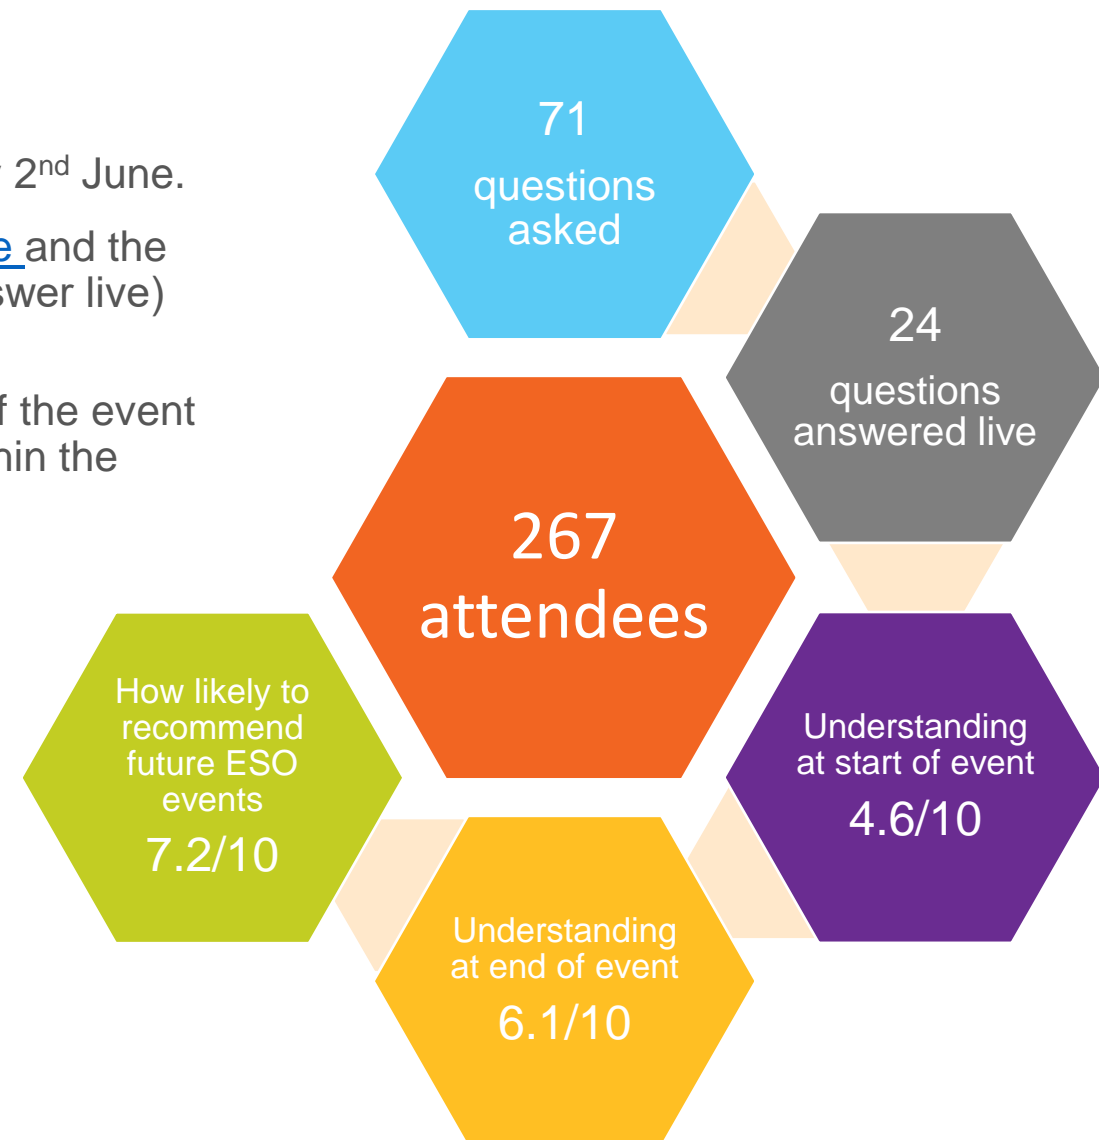 2nd June.
and the
live)
of the event
the
71
questions
asked
24
questions
answered live
267
attendees
How likely to
recommend
future ESO
events
7.2/10
Understanding
at start of event
4.6/10
Understanding
at end of event
6.1/10